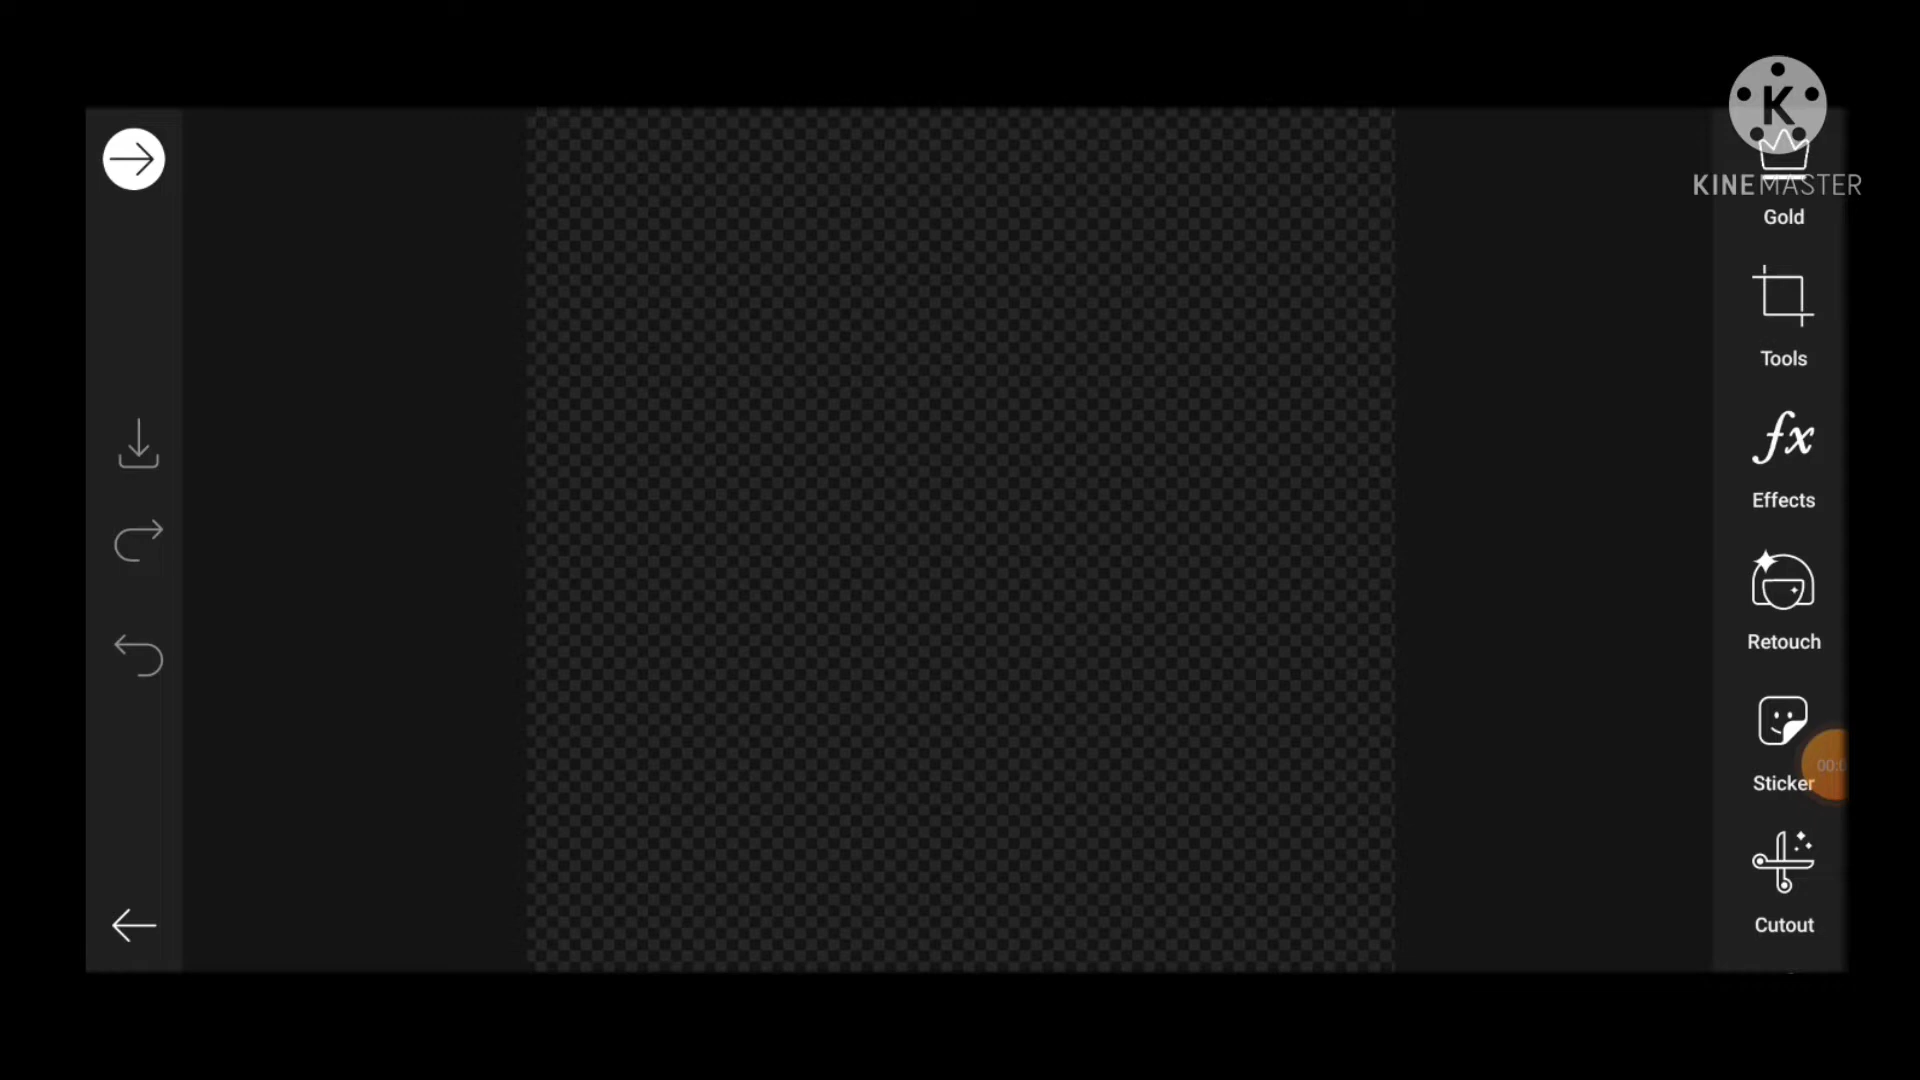 K
KINEMASTER
Gold
Tools
fx
Effects
Retouch
Sticker
Cutout